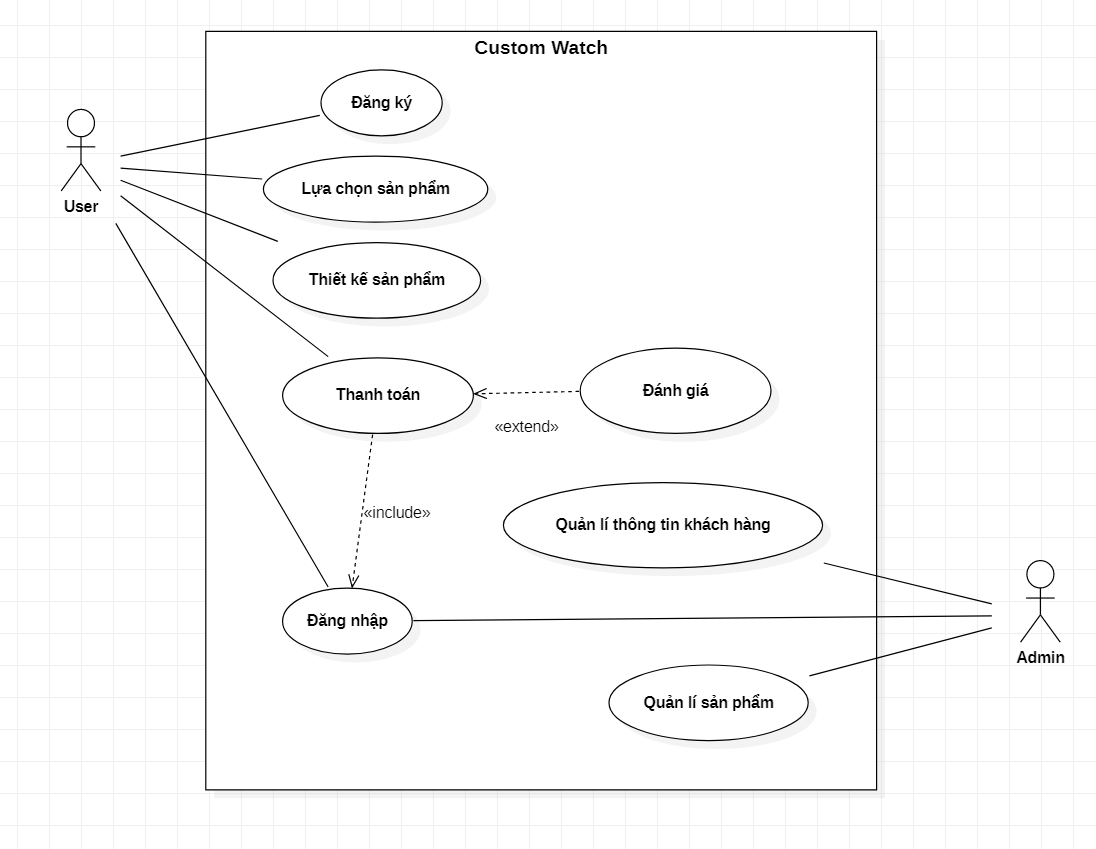 Custom Watch
Đăng ký
Lựa chọn sản phẩm
User
Thiết kế sản phẩm
Thanh toán
Đánh giá
«extend»
«include»
Quản lí thông tin khách hàng
Đăng nhập
Admin
Quản lí sản phẩm